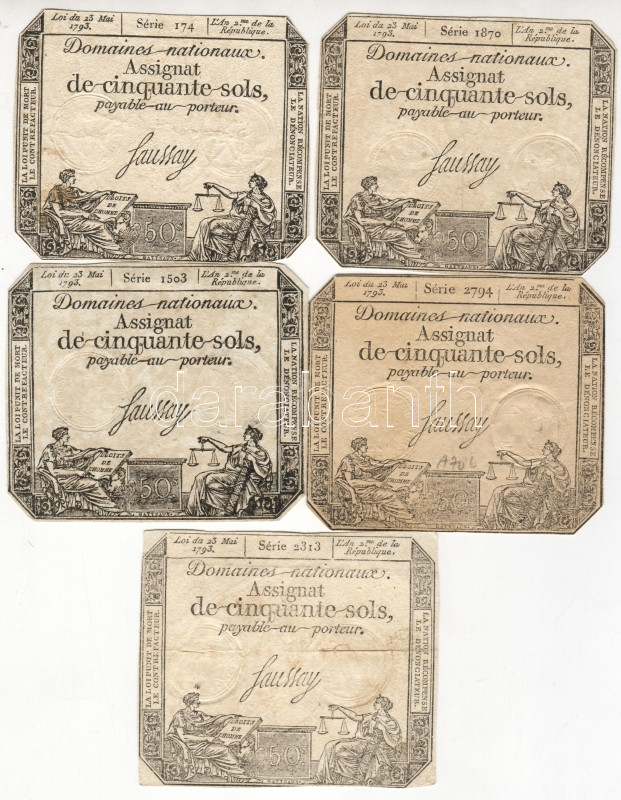 Loi du 23 Mai 1793.
Série 174
L'An 2.me de la République.
Domaines nationaux.
Assignat
de cinquante sols,
payable au porteur.
LA LOI PUNIT DE MORT
LE CONTREFACTEUR.
LA NATION RÉCOMPENSE
LE DÉNONCIATEUR.
Saussay
DROITS
DE
L'HOMME
50
Loi du 23 Mai 1793.
Série 1870
L'An 2.me de la République.
Domaines nationaux.
Assignat
de cinquante sols,
payable au porteur.
LA LOI PUNIT DE MORT
LE CONTREFACTEUR.
LA NATION RÉCOMPENSE
LE DÉNONCIATEUR.
Saussay
DROITS
DE
L'HOMME
50
Loi du 23 Mai 1793.
Série 1503
L'An 2.me de la République.
Domaines nationaux.
Assignat
de cinquante sols,
payable au porteur.
LA LOI PUNIT DE MORT
LE CONTREFACTEUR.
LA NATION RÉCOMPENSE
LE DÉNONCIATEUR.
Saussay
DROITS
DE
L'HOMME
50
Loi du 23 Mai 1793.
Série 2794
L'An 2.me de la République.
Domaines nationaux.
Assignat
de cinquante sols,
payable au porteur.
LA LOI PUNIT DE MORT
LE CONTREFACTEUR.
LA NATION RÉCOMPENSE
LE DÉNONCIATEUR.
Saussay
DROITS
DE
L'HOMME
50
darabanth
Loi du 23 Mai 1793.
Série 2313
L'An 2.me de la République.
Domaines nationaux.
Assignat
de cinquante sols,
payable au porteur.
LA LOI PUNIT DE MORT
LE CONTREFACTEUR.
LA NATION RÉCOMPENSE
LE DÉNONCIATEUR.
Saussay
DROITS
DE
L'HOMME
50